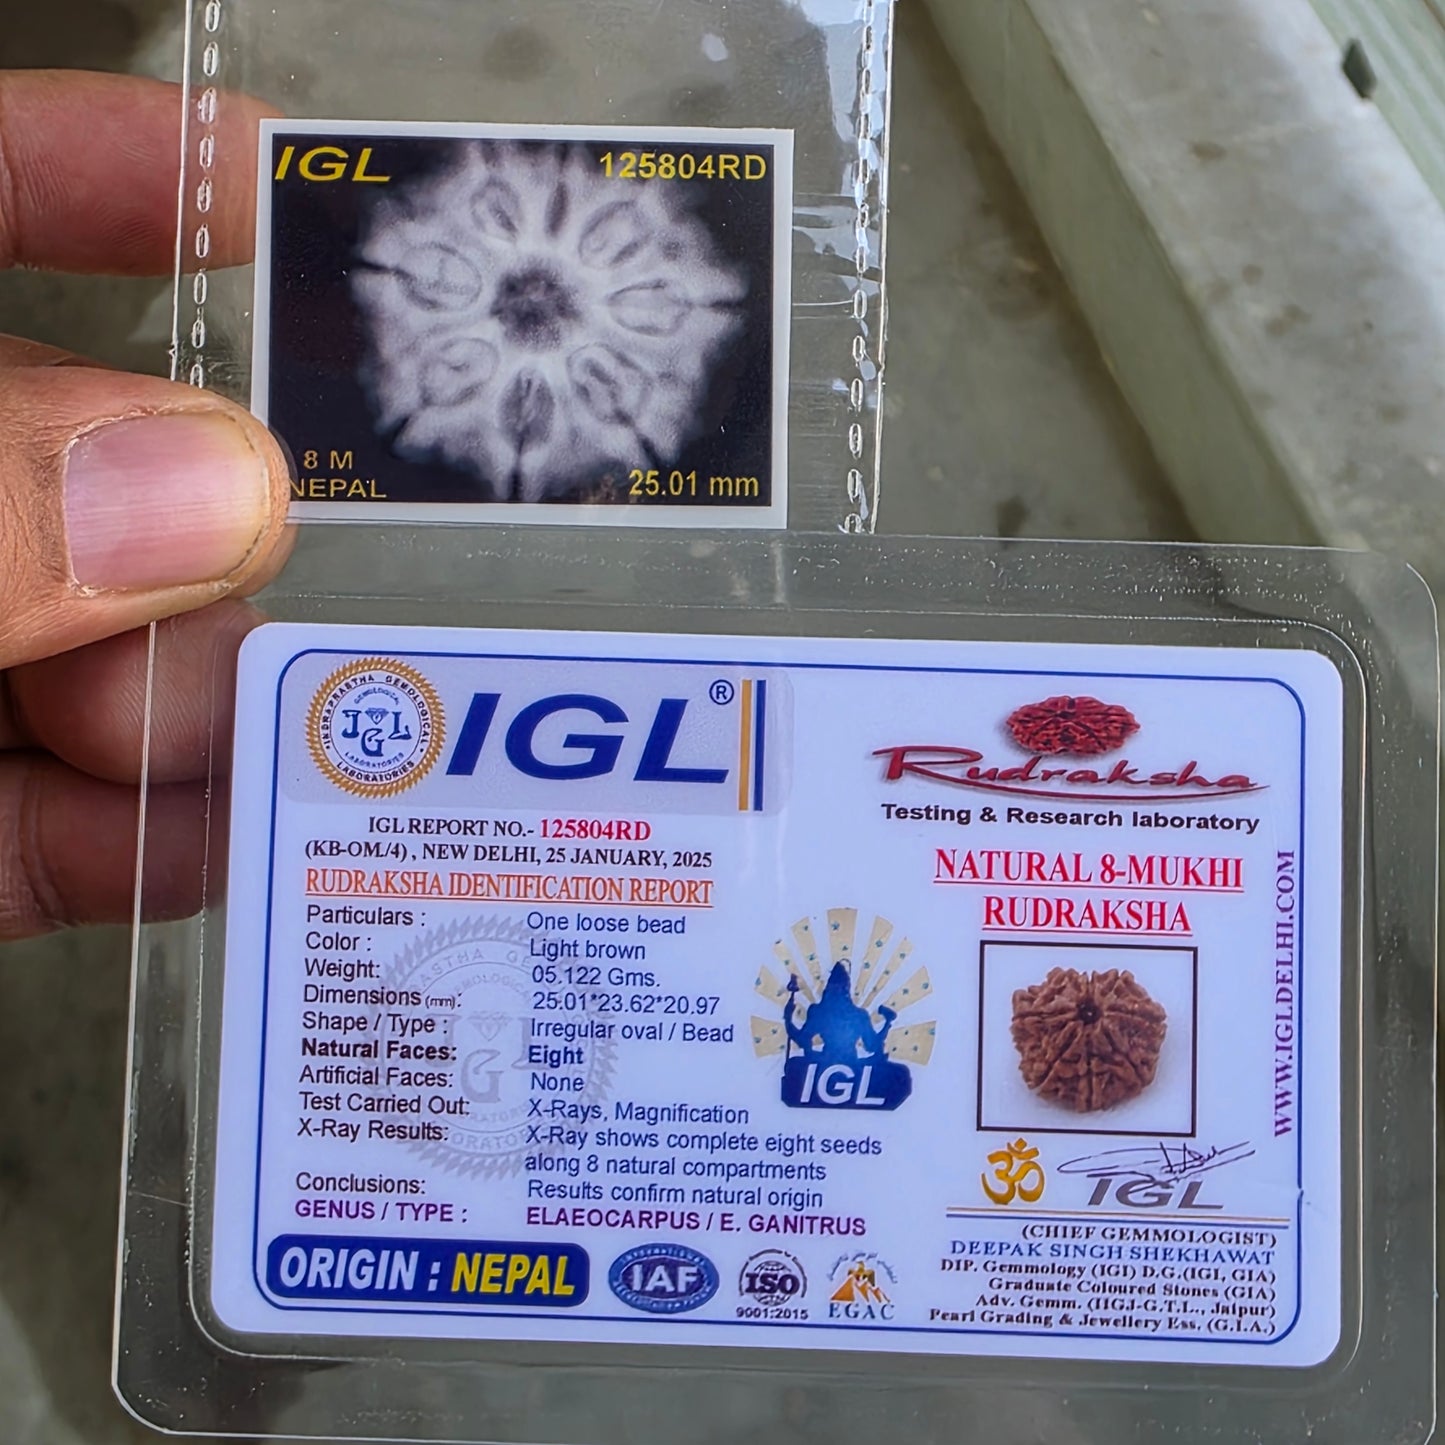 IGL
125804RD
8 M
NEPAL
25.01 mm
INDRAPRASTHA GEMOLOGICAL LABORATORIES
IGL
IGL®
Rudraksha
Testing & Research laboratory
IGL REPORT NO.- 125804RD
(KB-OM./4) , NEW DELHI, 25 JANUARY, 2025
RUDRAKSHA IDENTIFICATION REPORT
Particulars : One loose bead
Color : Light brown
Weight: 05.122 Gms.
Dimensions (mm): 25.01*23.62*20.97
Shape / Type : Irregular oval / Bead
Natural Faces: Eight
Artificial Faces: None
Test Carried Out: X-Rays, Magnification
X-Ray Results: X-Ray shows complete eight seeds
along 8 natural compartments
Conclusions: Results confirm natural origin
GENUS / TYPE : ELAEOCARPUS / E. GANITRUS
ORIGIN : NEPAL
IAF
ISO
9001:2015
EGAC
IGL
NATURAL 8-MUKHI
RUDRAKSHA
WWW.IGLDELHI.COM
ॐ
IGL
(CHIEF GEMMOLOGIST)
DEEPAK SINGH SHEKHAWAT
DIP. Gemmology (IGI) D.G.(IGI, GIA)
Graduate Coloured Stones (GIA)
Adv. Gemm. (IIGJ-G.T.L., Jaipur)
Pearl Grading & Jewellery Ess. (G.I.A.)